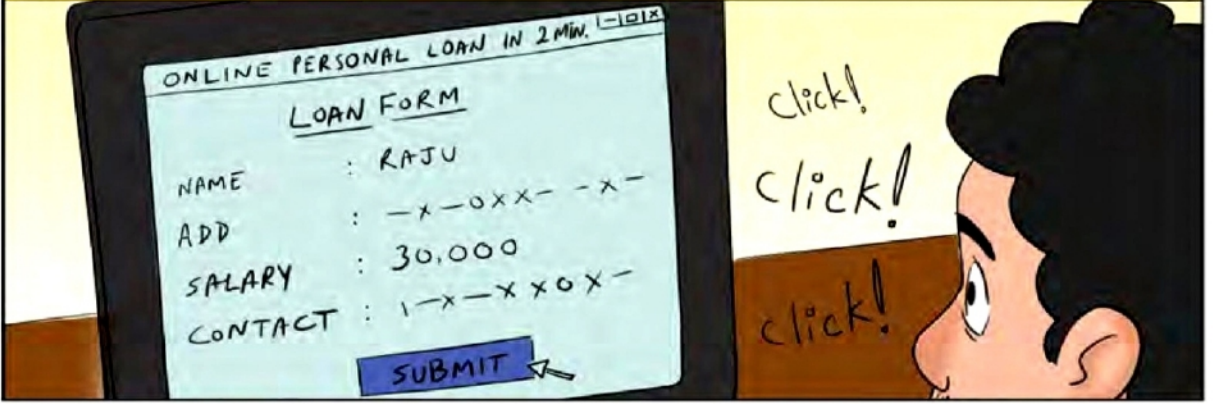 ONLINE PERSONAL LOAN IN 2 MIN.
LOAN FORM
NAME : RAJU
ADD : -x-oxx- -x-
SALARY : 30,000
CONTACT : 1-x-xxox-
SUBMIT
Click!
Click!
Click!